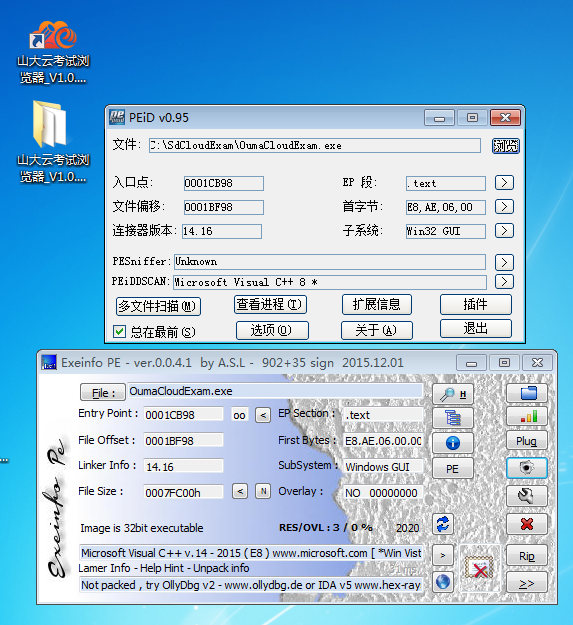 山大云考试浏
览器_V1.0....
山大云考试浏
览器_V1.0....
PEiD v0.95
文件: C:\SdCloudExam\OumaCloudExam.exe 浏览
入口点: 0001CB98 EP 段: .text >
文件偏移: 0001BF98 首字节: E8,AE,06,00 >
连接器版本: 14.16 子系统: Win32 GUI >
PESniffer: Unknown >
PEiDDSCAN: Microsoft Visual C++ 8 * >
多文件扫描(M) 查看进程(T) 扩展信息 插件
总在最前(S) 选项(O) 关于(A) 退出
Exeinfo PE - ver.0.0.4.1 by A.S.L - 902+35 sign 2015.12.01
Exeinfo Pe
File : OumaCloudExam.exe H
Entry Point : 0001CB98 oo < EP Section : .text
File Offset : 0001BF98 First Bytes : E8.AE.06.00.00 Plug
Linker Info : 14.16 SubSystem : Windows GUI PE
File Size : 0007FC00h < N Overlay : NO 00000000
Image is 32bit executable RES/OVL : 3 / 0 % 2020
Microsoft Visual C++ v.14 - 2015 ( E8 ) www.microsoft.com [ *Win Vist > Rip
Lamer Info - Help Hint - Unpack info
Not packed , try OllyDbg v2 - www.ollydbg.de or IDA v5 www.hex-ray >>